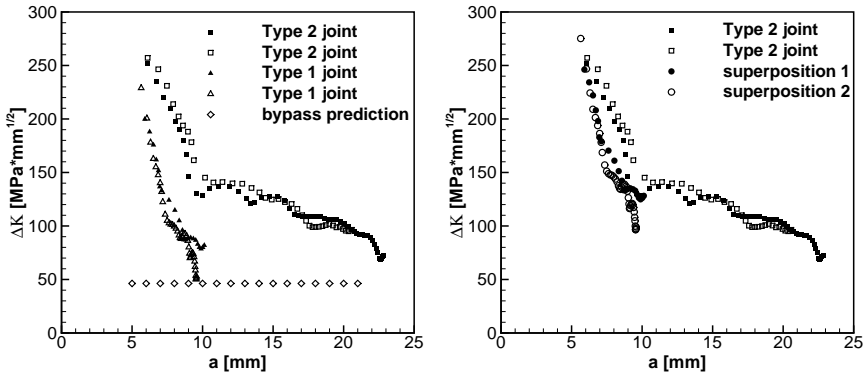 300
250
200
150
100
50
0
0 5 10 15 20 25
ΔK [MPa*mm^1/2]
a [mm]
Type 2 joint
Type 2 joint
Type 1 joint
Type 1 joint
bypass prediction
300
250
200
150
100
50
0
0 5 10 15 20 25
ΔK [MPa*mm^1/2]
a [mm]
Type 2 joint
Type 2 joint
superposition 1
superposition 2